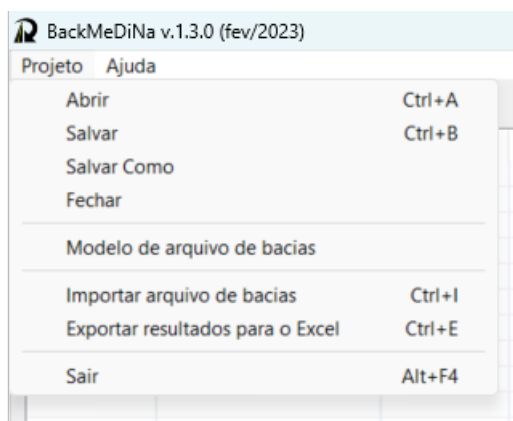 BackMeDiNa v.1.3.0 (fev/2023)
Projeto Ajuda
Abrir Ctrl+A
Salvar Ctrl+B
Salvar Como
Fechar
Modelo de arquivo de bacias
Importar arquivo de bacias Ctrl+I
Exportar resultados para o Excel Ctrl+E
Sair Alt+F4